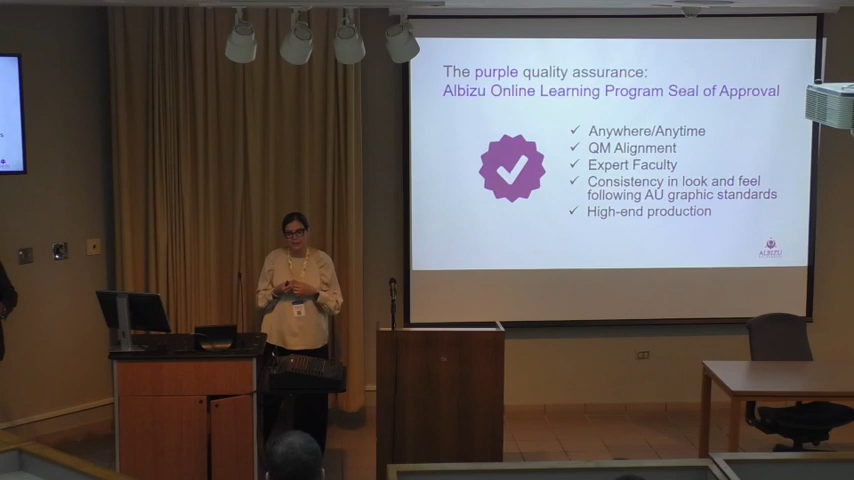 The purple quality assurance:
Albizu Online Learning Program Seal of Approval
✓ Anywhere/Anytime
✓ QM Alignment
✓ Expert Faculty
✓ Consistency in look and feel
following AU graphic standards
✓ High-end production
ALBIZU